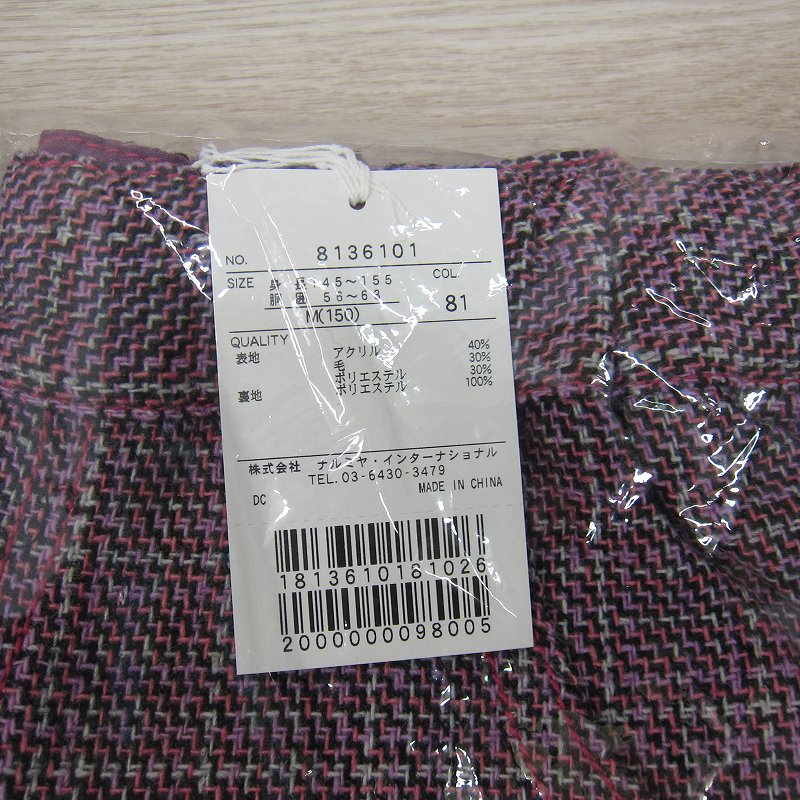 NO. 8136101
SIZE 身 長 145～155 COL.
胴 囲 56～63 81
M(150)
QUALITY
表地 アクリル 40%
毛 30%
ポリエステル 30%
裏地 ポリエステル 100%
株式会社 ナルミヤ・インターナショナル
TEL.03-6430-3479
DC MADE IN CHINA
1813610181026
2000000098005